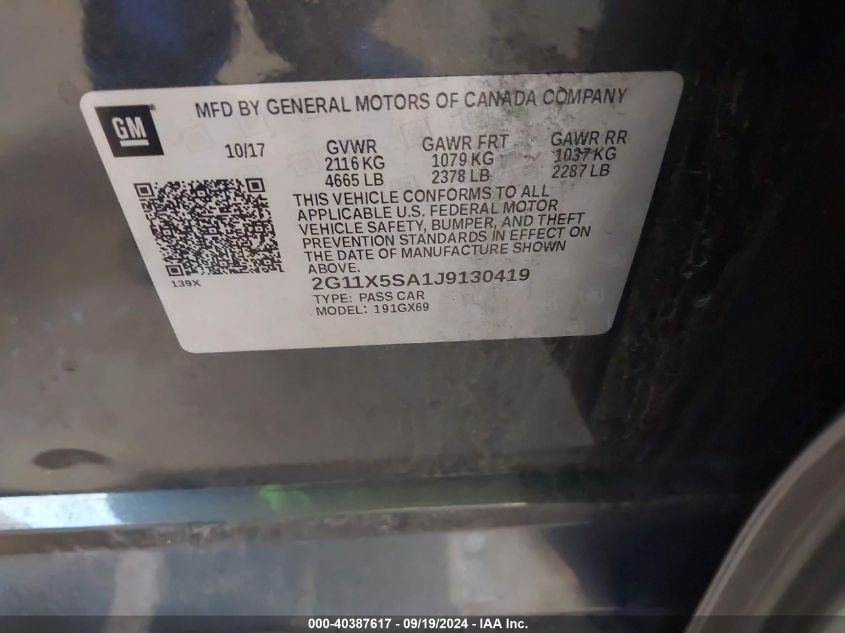 GM
MFD BY GENERAL MOTORS OF CANADA COMPANY
10/17
GVWR
2116 KG
4665 LB
GAWR FRT
1079 KG
2378 LB
GAWR RR
1037 KG
2287 LB
THIS VEHICLE CONFORMS TO ALL
APPLICABLE U.S. FEDERAL MOTOR
VEHICLE SAFETY, BUMPER, AND THEFT
PREVENTION STANDARDS IN EFFECT ON
THE DATE OF MANUFACTURE SHOWN
ABOVE.
139X
2G11X5SA1J9130419
TYPE: PASS CAR
MODEL: 191GX69
000-40387617 - 09/19/2024 - IAA Inc.